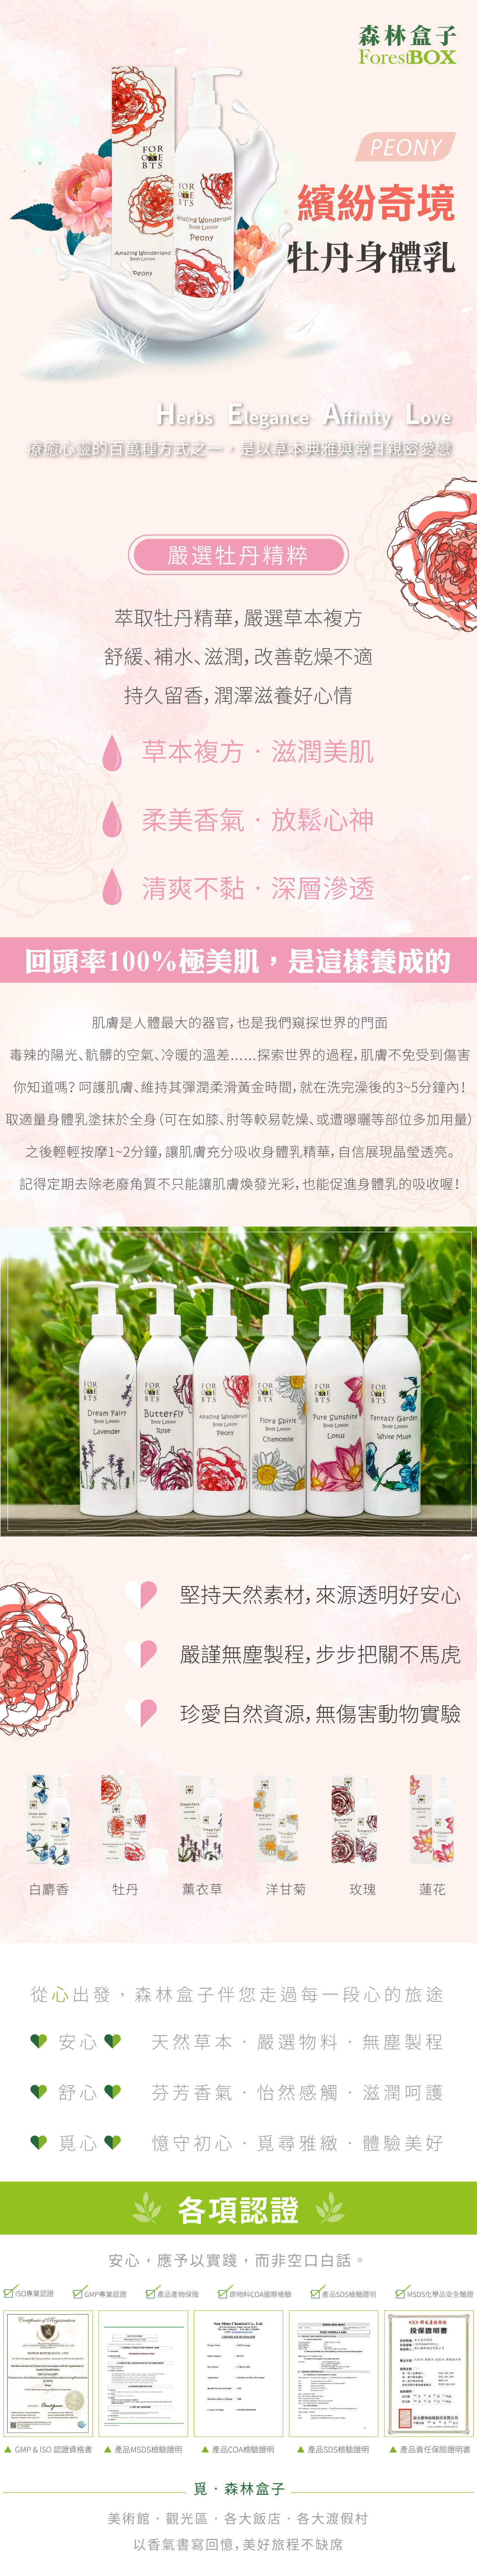 森林盒子
ForestBOX
PEONY
繽紛奇境
牡丹身體乳
FOR
BTS
Amazing Wonderland
Body Lotion
Peony
FOR
BTS
Amazing Wonderland
Body Lotion
Peony
Herbs Elegance Affinity Love
療癒心靈的百萬種方式之一，是以草本典雅與常日親密愛戀
嚴選牡丹精粹
萃取牡丹精華，嚴選草本複方
舒緩、補水、滋潤，改善乾燥不適
持久留香，潤澤滋養好心情
草本複方・滋潤美肌
柔美香氣・放鬆心神
清爽不黏・深層滲透
回頭率100%極美肌，是這樣養成的
肌膚是人體最大的器官，也是我們窺探世界的門面
毒辣的陽光、骯髒的空氣、冷暖的溫差……探索世界的過程，肌膚不免受到傷害
你知道嗎？呵護肌膚、維持其彈潤柔滑黃金時間，就在洗完澡後的3~5分鐘內！
取適量身體乳塗抹於全身（可在如膝、肘等較易乾燥、或遭曝曬等部位多加用量）
之後輕輕按摩1~2分鐘，讓肌膚充分吸收身體乳精華，自信展現晶瑩透亮。
記得定期去除老廢角質不只能讓肌膚煥發光彩，也能促進身體乳的吸收喔！
Dream Fairy
Body Lotion
Lavender
Butterfly
Body Lotion
Rose
Amazing Wonderland
Body Lotion
Peony
Flora Spirit
Body Lotion
Chamomile
Pure Sunshine
Body Lotion
Lotus
Fantasy Garden
Body Lotion
White Musk
堅持天然素材，來源透明好安心
嚴謹無塵製程，步步把關不馬虎
珍愛自然資源，無傷害動物實驗
白麝香
牡丹
薰衣草
洋甘菊
玫瑰
蓮花
從心出發，森林盒子伴您走過每一段心的旅途
安心 天然草本・嚴選物料・無塵製程
舒心 芬芳香氣・怡然感觸・滋潤呵護
覓心 憶守初心・覓尋雅緻・體驗美好
各項認證
安心，應予以實踐，而非空口白話。
ISO專業認證
GMP專業認證
產品產物保險
原物料COA國際檢驗
產品SDS檢驗證明
MSDS化學品安全驗證
Certificate of Registration
投保證明書
▲ GMP & ISO 認證資格書
▲ 產品MSDS檢驗證明
▲ 產品COA檢驗證明
▲ 產品SDS檢驗證明
▲ 產品責任保險證明書
覓・森林盒子
美術館・觀光區・各大飯店・各大渡假村
以香氣書寫回憶，美好旅程不缺席